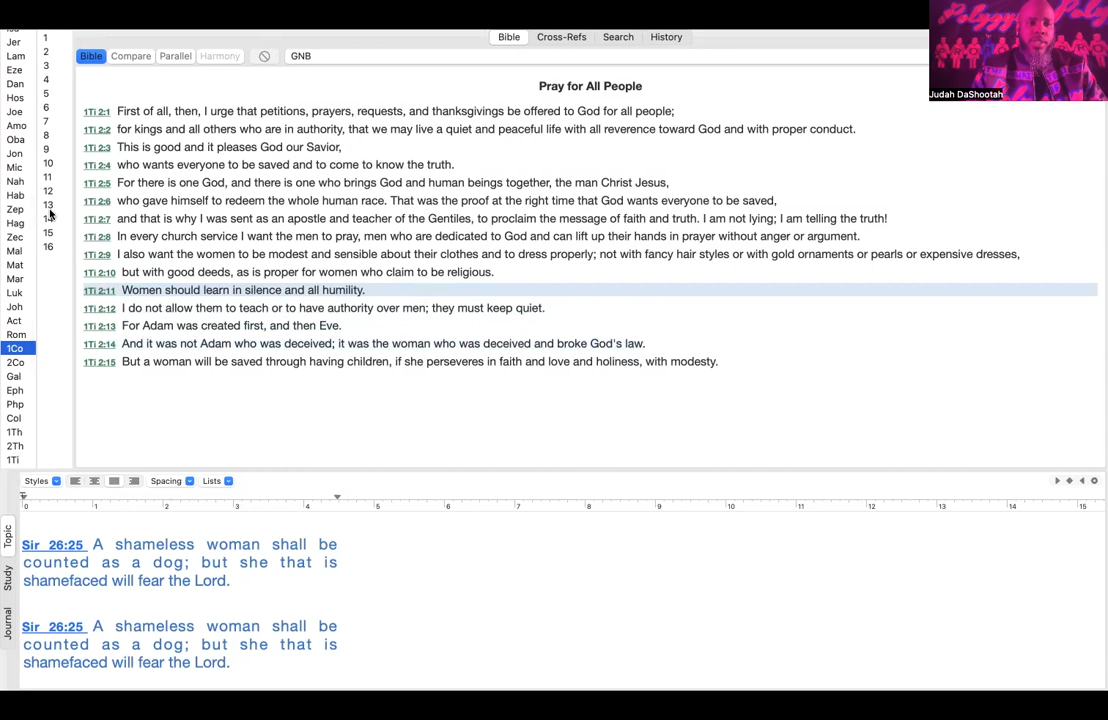 Bible Cross-Refs Search History
Bible Compare Parallel Harmony GNB
Judah DaShootah
Jer
Lam
Eze
Dan
Hos
Joe
Amo
Oba
Jon
Mic
Nah
Hab
Zep
Hag
Zec
Mal
Mat
Mar
Luk
Joh
Act
Rom
1Co
2Co
Gal
Eph
Php
Col
1Th
2Th
1Ti
1
2
3
4
5
6
7
8
9
10
11
12
13
15
16
Pray for All People
1Ti 2:1 First of all, then, I urge that petitions, prayers, requests, and thanksgivings be offered to God for all people;
1Ti 2:2 for kings and all others who are in authority, that we may live a quiet and peaceful life with all reverence toward God and with proper conduct.
1Ti 2:3 This is good and it pleases God our Savior,
1Ti 2:4 who wants everyone to be saved and to come to know the truth.
1Ti 2:5 For there is one God, and there is one who brings God and human beings together, the man Christ Jesus,
1Ti 2:6 who gave himself to redeem the whole human race. That was the proof at the right time that God wants everyone to be saved,
1Ti 2:7 and that is why I was sent as an apostle and teacher of the Gentiles, to proclaim the message of faith and truth. I am not lying; I am telling the truth!
1Ti 2:8 In every church service I want the men to pray, men who are dedicated to God and can lift up their hands in prayer without anger or argument.
1Ti 2:9 I also want the women to be modest and sensible about their clothes and to dress properly; not with fancy hair styles or with gold ornaments or pearls or expensive dresses,
1Ti 2:10 but with good deeds, as is proper for women who claim to be religious.
1Ti 2:11 Women should learn in silence and all humility.
1Ti 2:12 I do not allow them to teach or to have authority over men; they must keep quiet.
1Ti 2:13 For Adam was created first, and then Eve.
1Ti 2:14 And it was not Adam who was deceived; it was the woman who was deceived and broke God's law.
1Ti 2:15 But a woman will be saved through having children, if she perseveres in faith and love and holiness, with modesty.
Styles Spacing Lists
0 1 2 3 4 5 6 7 8 9 10 11 12 13 14 15
Topic
Study
Journal
Sir 26:25 A shameless woman shall be
counted as a dog; but she that is
shamefaced will fear the Lord.
Sir 26:25 A shameless woman shall be
counted as a dog; but she that is
shamefaced will fear the Lord.